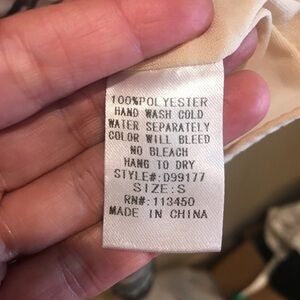 100%POLYESTER
HAND WASH COLD
WATER SEPARATELY
COLOR WILL BLEED
NO BLEACH
HANG TO DRY
STYLE#:D99177
SIZE:S
RN#:113450
MADE IN CHINA